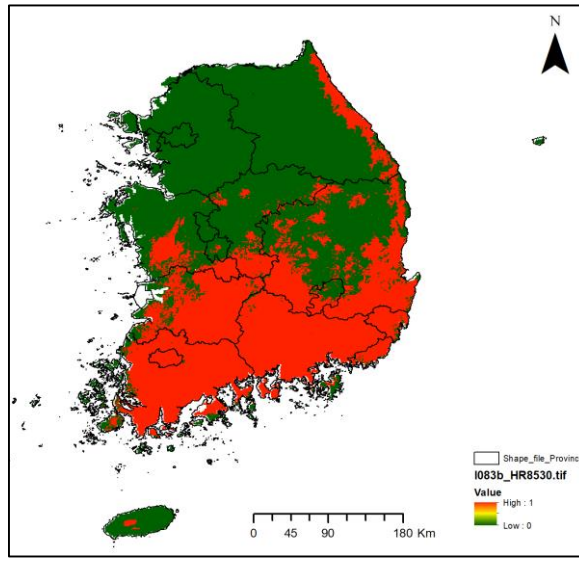 N
Shape_file_Provinc
I083b_HR8530.tif
Value
High : 1
Low : 0
0 45 90 180 Km